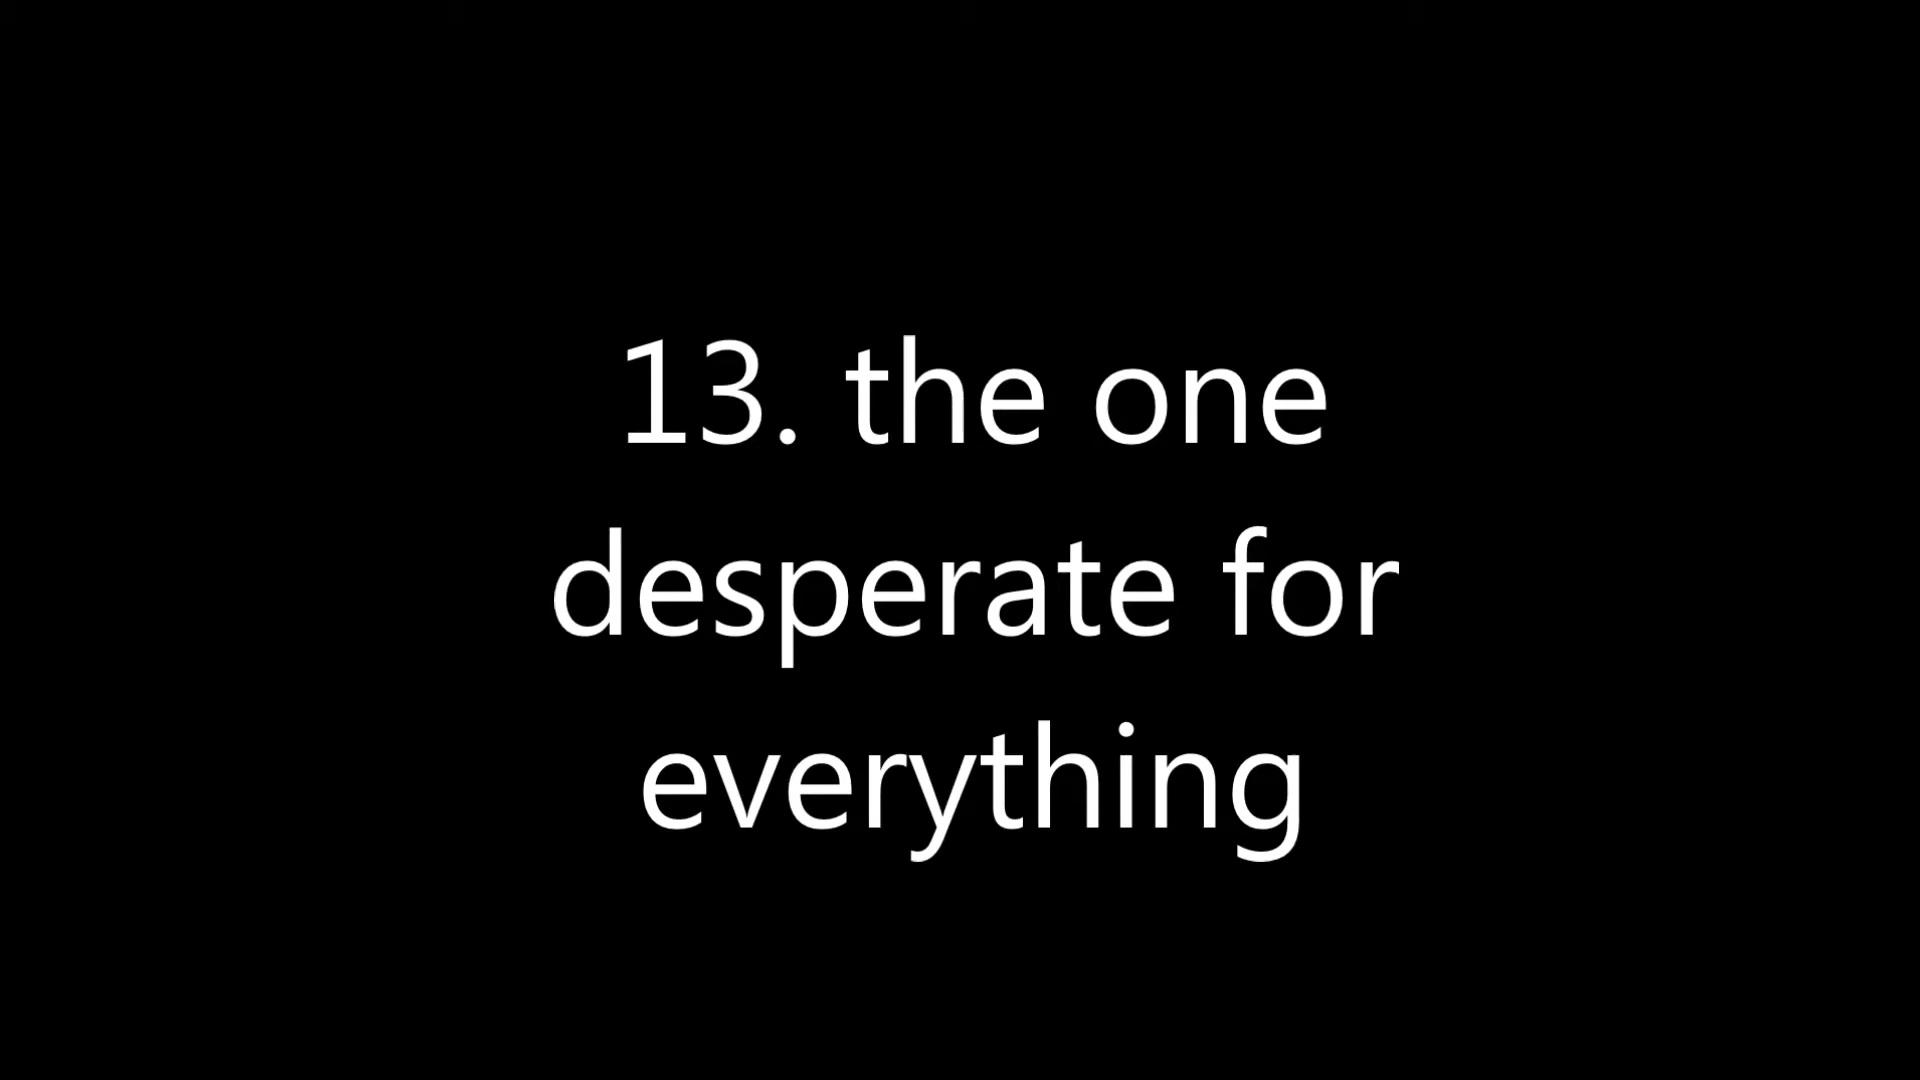 13. the one
desperate for
everything